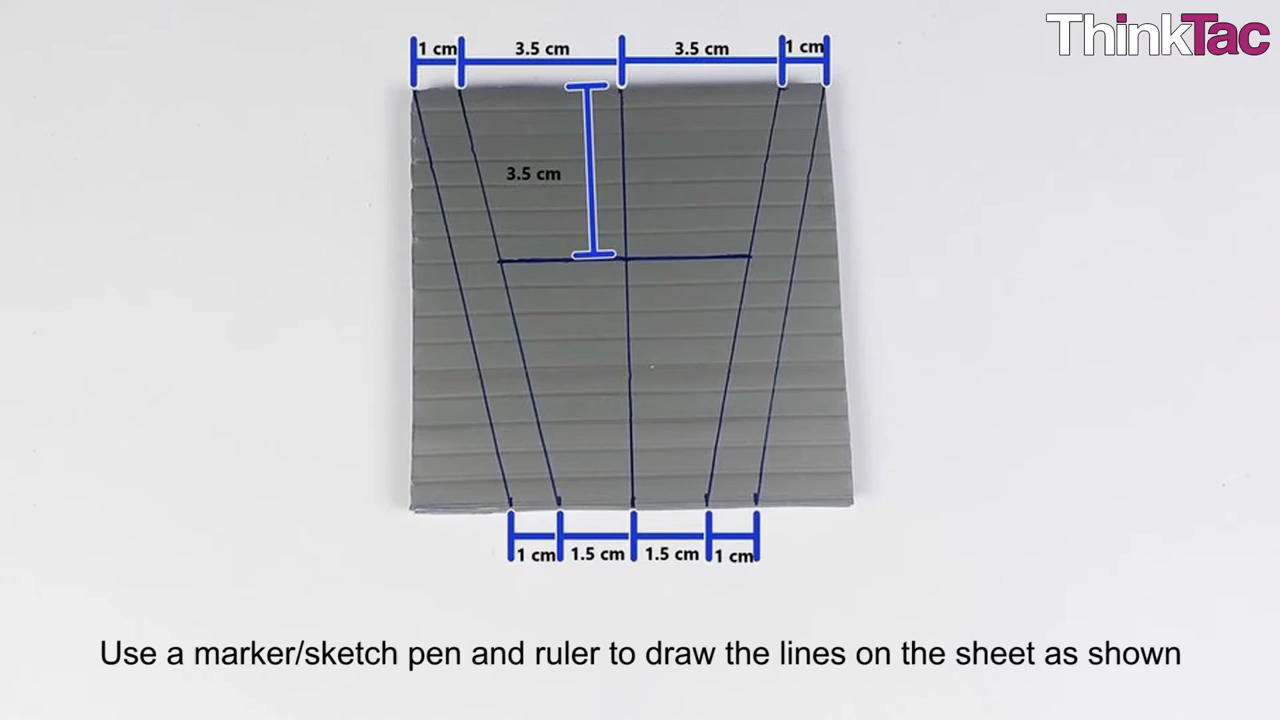 ThinkTac
1 cm 3.5 cm 3.5 cm 1 cm
3.5 cm
1 cm 1.5 cm 1.5 cm 1 cm
Use a marker/sketch pen and ruler to draw the lines on the sheet as shown